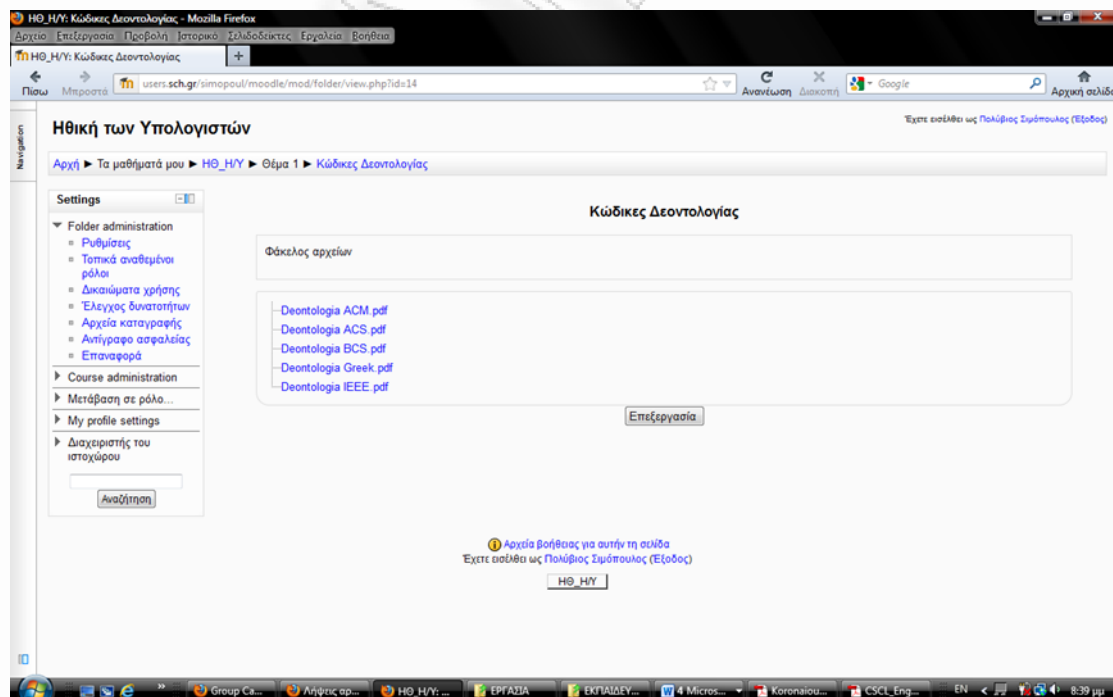 ΗΘ_Η/Υ: Κώδικες Δεοντολογίας - Mozilla Firefox
Αρχείο Επεξεργασία Προβολή Ιστορικό Σελιδοδείκτες Εργαλεία Βοήθεια
ΗΘ_Η/Υ: Κώδικες Δεοντολογίας +
Πίσω Μπροστά users.sch.gr/simopoul/moodle/mod/folder/view.php?id=14 Ανανέωση Διακοπή Google Αρχική σελίδα
Navigation
Ηθική των Υπολογιστών
Έχετε εισέλθει ως Πολύβιος Σιμόπουλος (Έξοδος)
Αρχή ► Τα μαθήματά μου ► ΗΘ_Η/Υ ► Θέμα 1 ► Κώδικες Δεοντολογίας
Settings
Folder administration
Ρυθμίσεις
Τοπικά αναθεμένοι
ρόλοι
Δικαιώματα χρήσης
Έλεγχος δυνατοτήτων
Αρχεία καταγραφής
Αντίγραφο ασφαλείας
Επαναφορά
Course administration
Μετάβαση σε ρόλο...
My profile settings
Διαχειριστής του
ιστοχώρου
Αναζήτηση
Κώδικες Δεοντολογίας
Φάκελος αρχείων
Deontologia ACM.pdf
Deontologia ACS.pdf
Deontologia BCS.pdf
Deontologia Greek.pdf
Deontologia IEEE.pdf
Επεξεργασία
Αρχεία βοήθειας για αυτήν τη σελίδα
Έχετε εισέλθει ως Πολύβιος Σιμόπουλος (Έξοδος)
ΗΘ_Η/Υ
Group Ca... Λήψεις αρ... ΗΘ_Η/Υ: ... ΕΡΓΑΣΙΑ ΕΚΠΑΙΔΕΥ... 4 Micros... Koronaiou... CSCL_Eng... EN 8:39 μμ